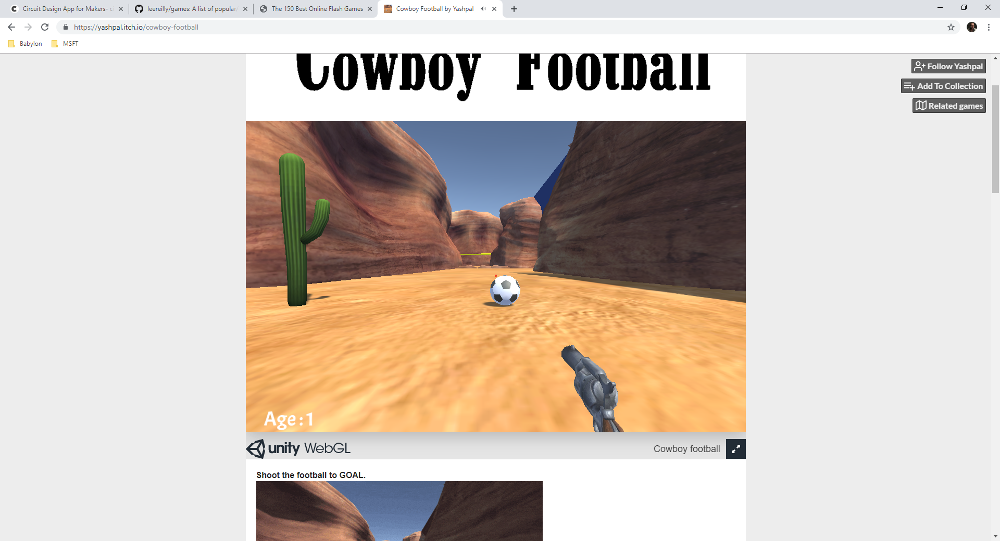 Circuit Design App for Makers- c
leereilly/games: A list of popular/
The 150 Best Online Flash Games
Cowboy Football by Yashpal
https://yashpal.itch.io/cowboy-football
Babylon
MSFT
Cowboy Football
Follow Yashpal
Add To Collection
Related games
Age : 1
unity WebGL
Cowboy football
Shoot the football to GOAL.